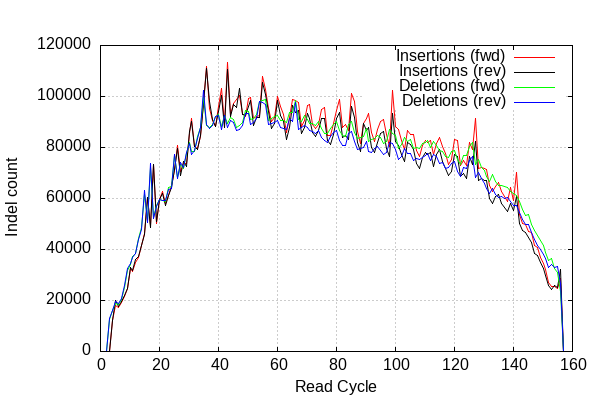 120000
100000
80000
60000
40000
20000
0
Indel count
Insertions (fwd)
Insertions (rev)
Deletions (fwd)
Deletions (rev)
0 20 40 60 80 100 120 140 160
Read Cycle